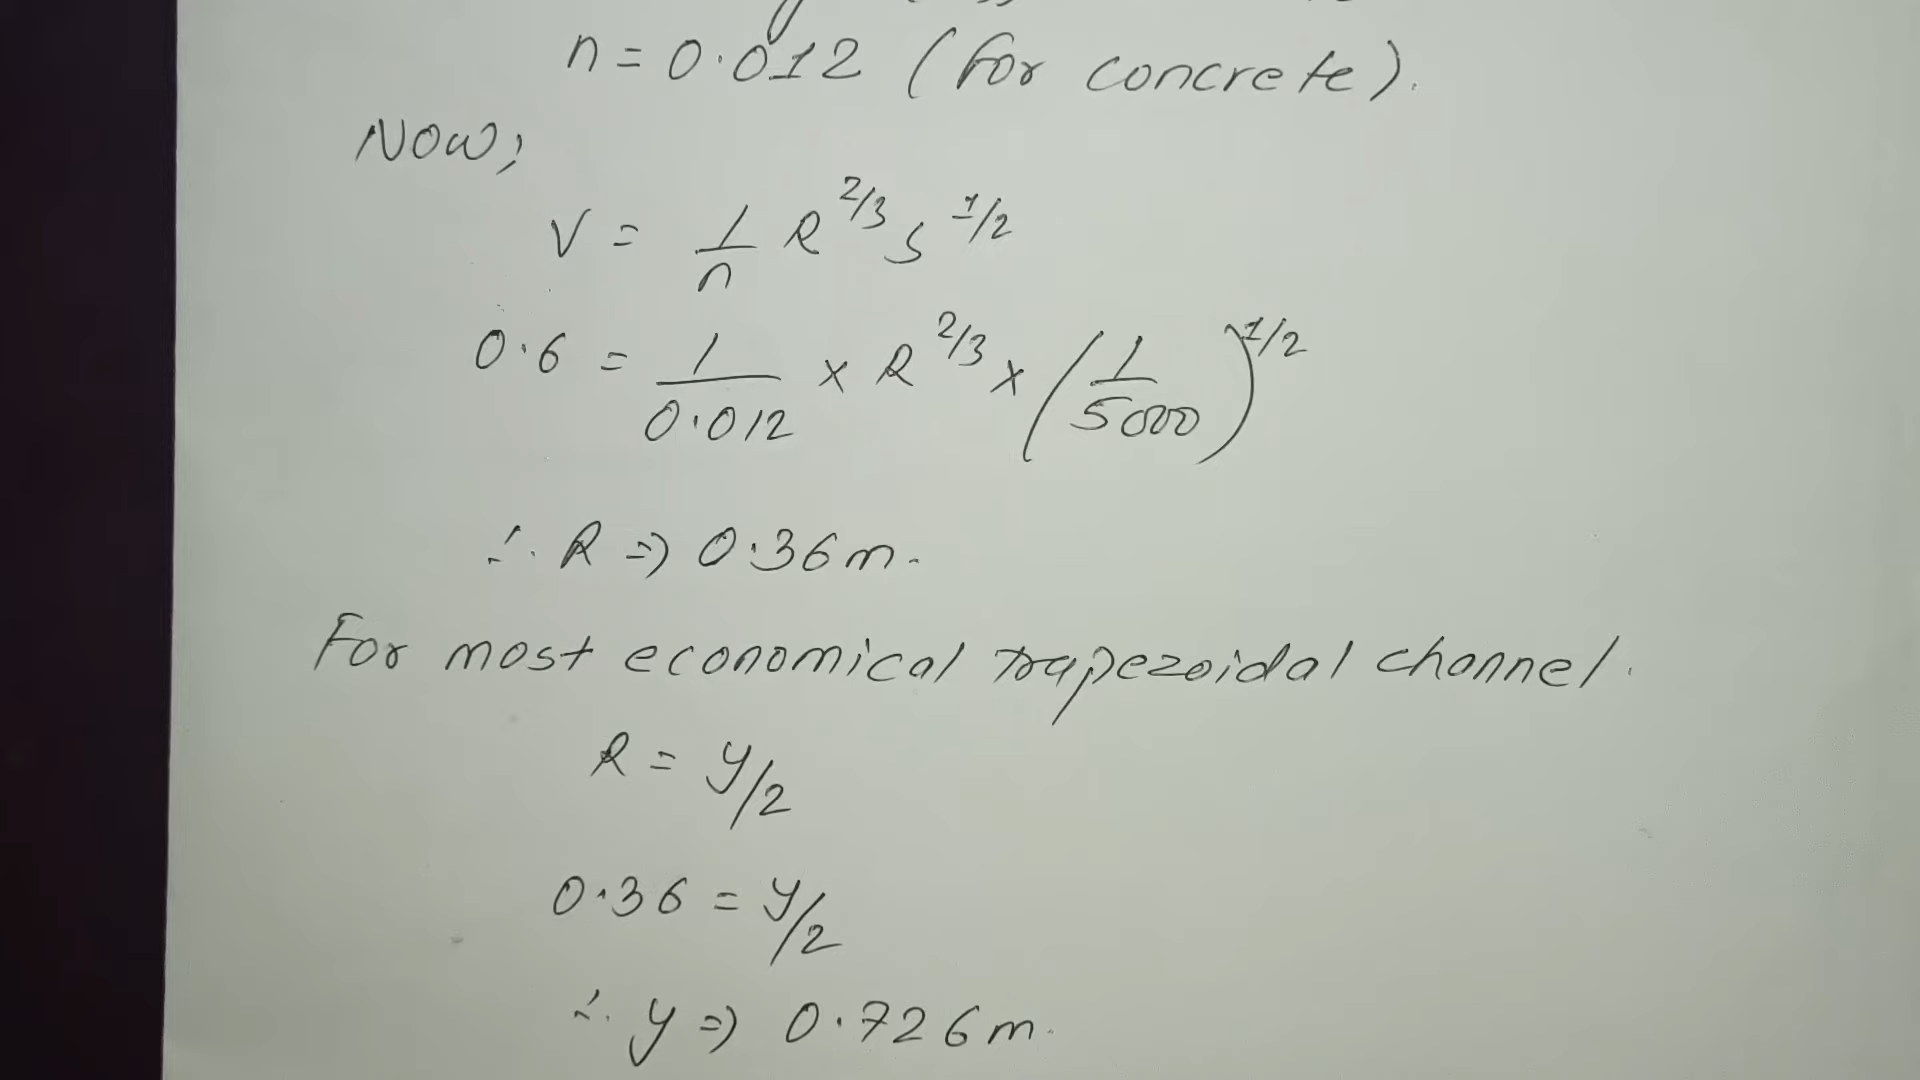 n = 0.012 (for concrete).
Now;
V = 1/n R^2/3 S^1/2
0.6 = 1/0.012 × R^2/3 × (1/5000)^1/2
∴ R ⇒ 0.36m.
For most economical trapezoidal channel.
R = y/2
0.36 = y/2
∴ y ⇒ 0.726m.